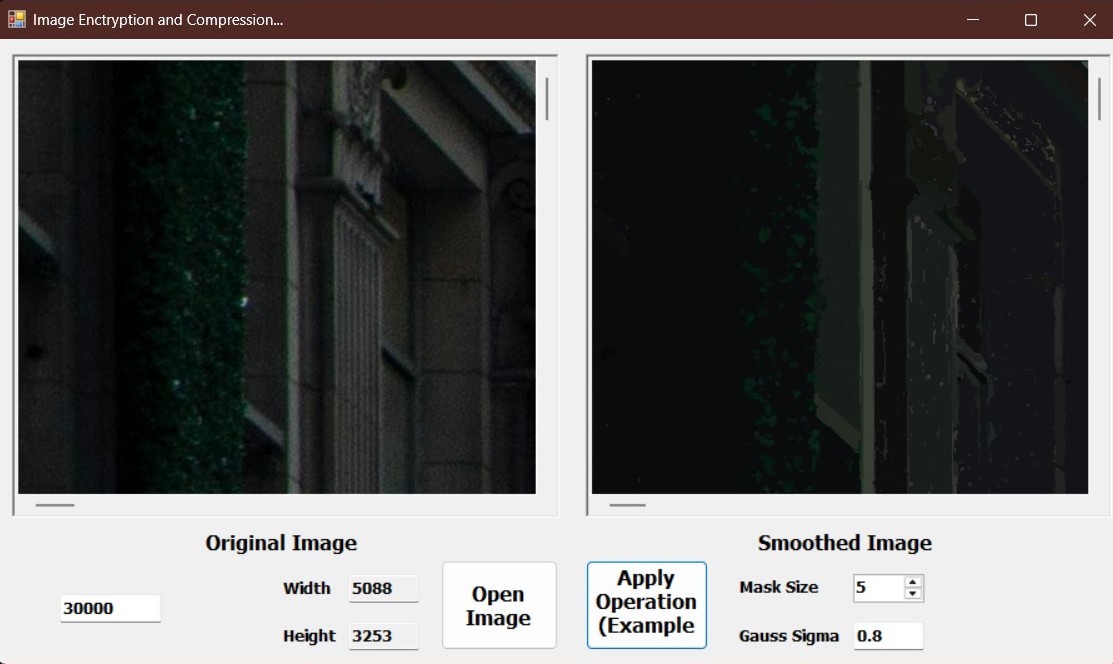 Image Enctryption and Compression...
Original Image
Smoothed Image
30000
Width 5088
Height 3253
Open
Image
Apply
Operation
(Example
Mask Size 5
Gauss Sigma 0.8